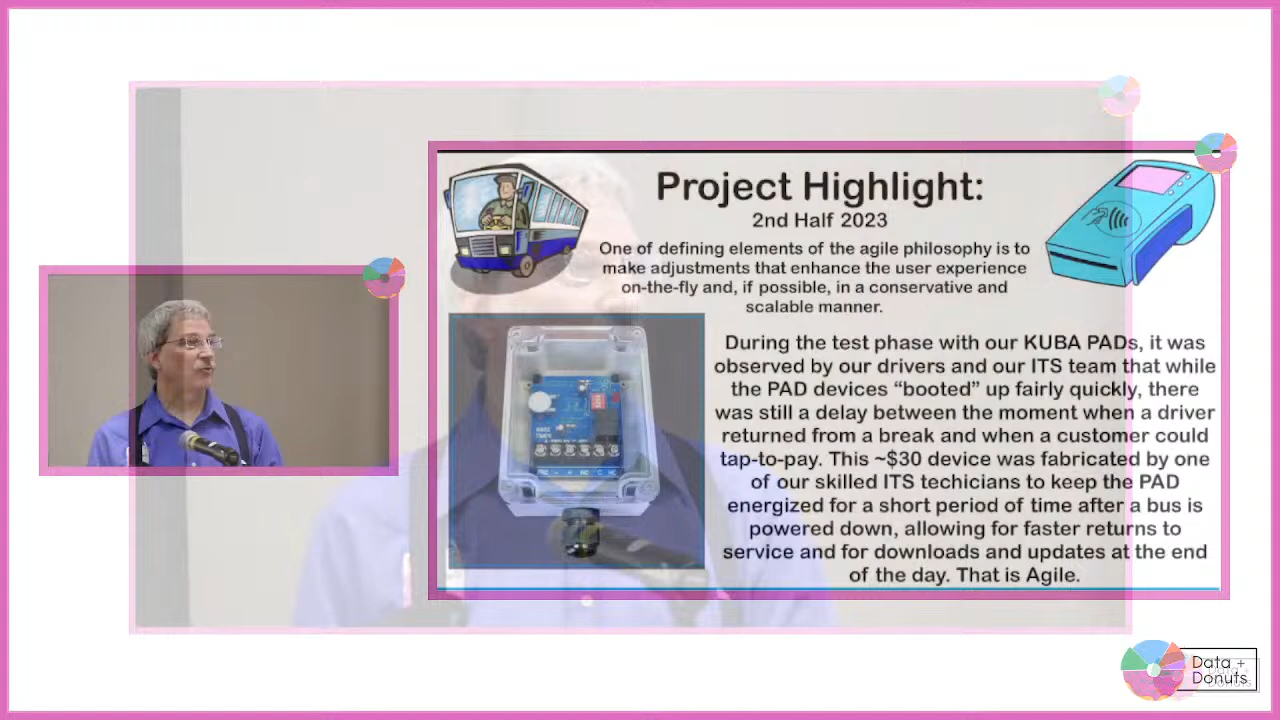 Project Highlight:
2nd Half 2023
One of defining elements of the agile philosophy is to
make adjustments that enhance the user experience
on-the-fly and, if possible, in a conservative and
scalable manner.
During the test phase with our KUBA PADs, it was
observed by our drivers and our ITS team that while
the PAD devices “booted” up fairly quickly, there
was still a delay between the moment when a driver
returned from a break and when a customer could
tap-to-pay. This ~$30 device was fabricated by one
of our skilled ITS techicians to keep the PAD
energized for a short period of time after a bus is
powered down, allowing for faster returns to
service and for downloads and updates at the end
of the day. That is Agile.
Data +
Donuts